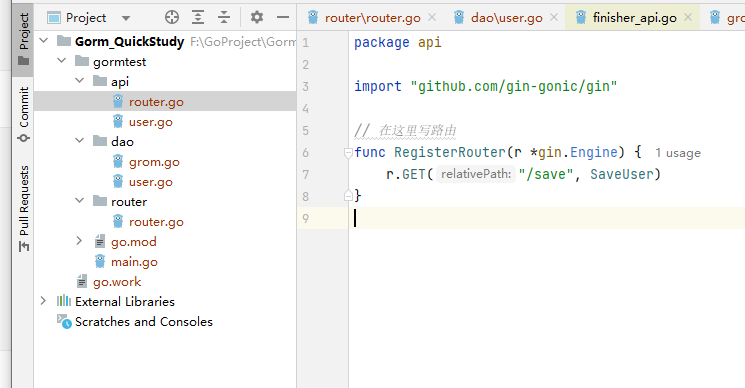 Project
router\router.go
dao\user.go
finisher_api.go
Gorm_QuickStudy F:\GoProject\Gorm
gormtest
api
router.go
user.go
dao
grom.go
user.go
router
router.go
go.mod
main.go
go.work
External Libraries
Scratches and Consoles
Project
Commit
Pull Requests
1 package api
2
3 import "github.com/gin-gonic/gin"
4
5 // 在这里写路由
6 func RegisterRouter(r *gin.Engine) { 1 usage
7 r.GET( relativePath: "/save", SaveUser)
8 }
9